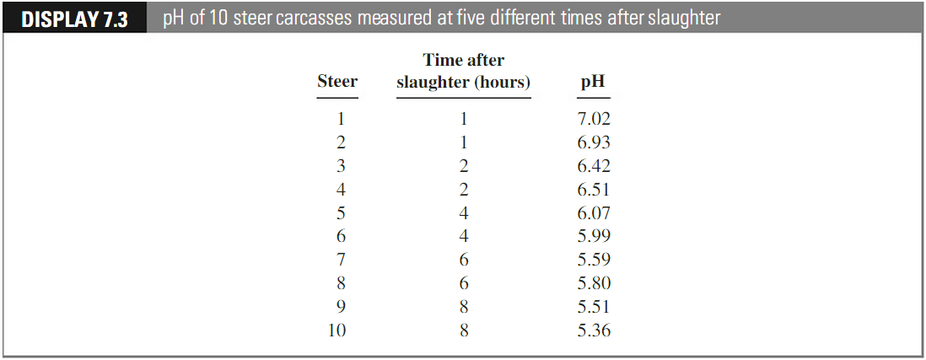 DISPLAY 7.3 pH of 10 steer carcasses measured at five different times after slaughter
Time after
Steer slaughter (hours) pH
1 1 7.02
2 1 6.93
3 2 6.42
4 2 6.51
5 4 6.07
6 4 5.99
7 6 5.59
8 6 5.80
9 8 5.51
10 8 5.36